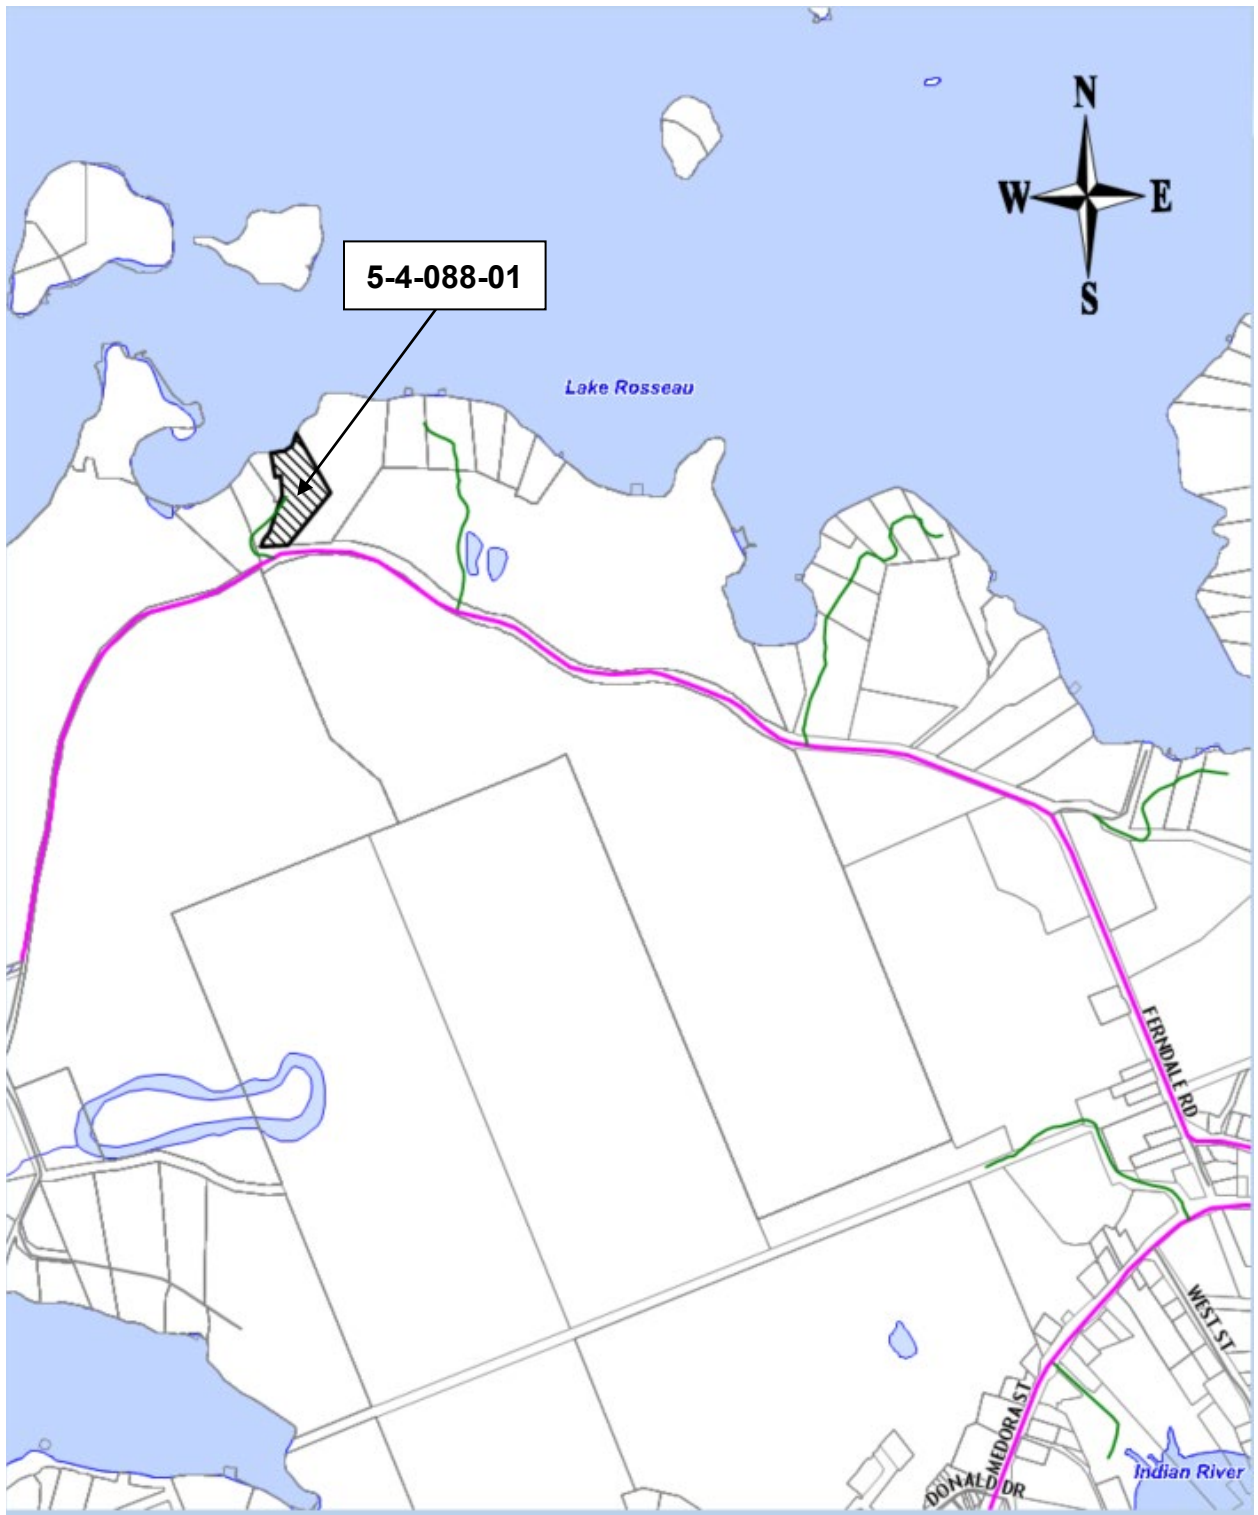 N
W E
S
5-4-088-01
Lake Rosseau
FERNDALE RD
WEST ST
MEDORA ST
DONALD DR
Indian River